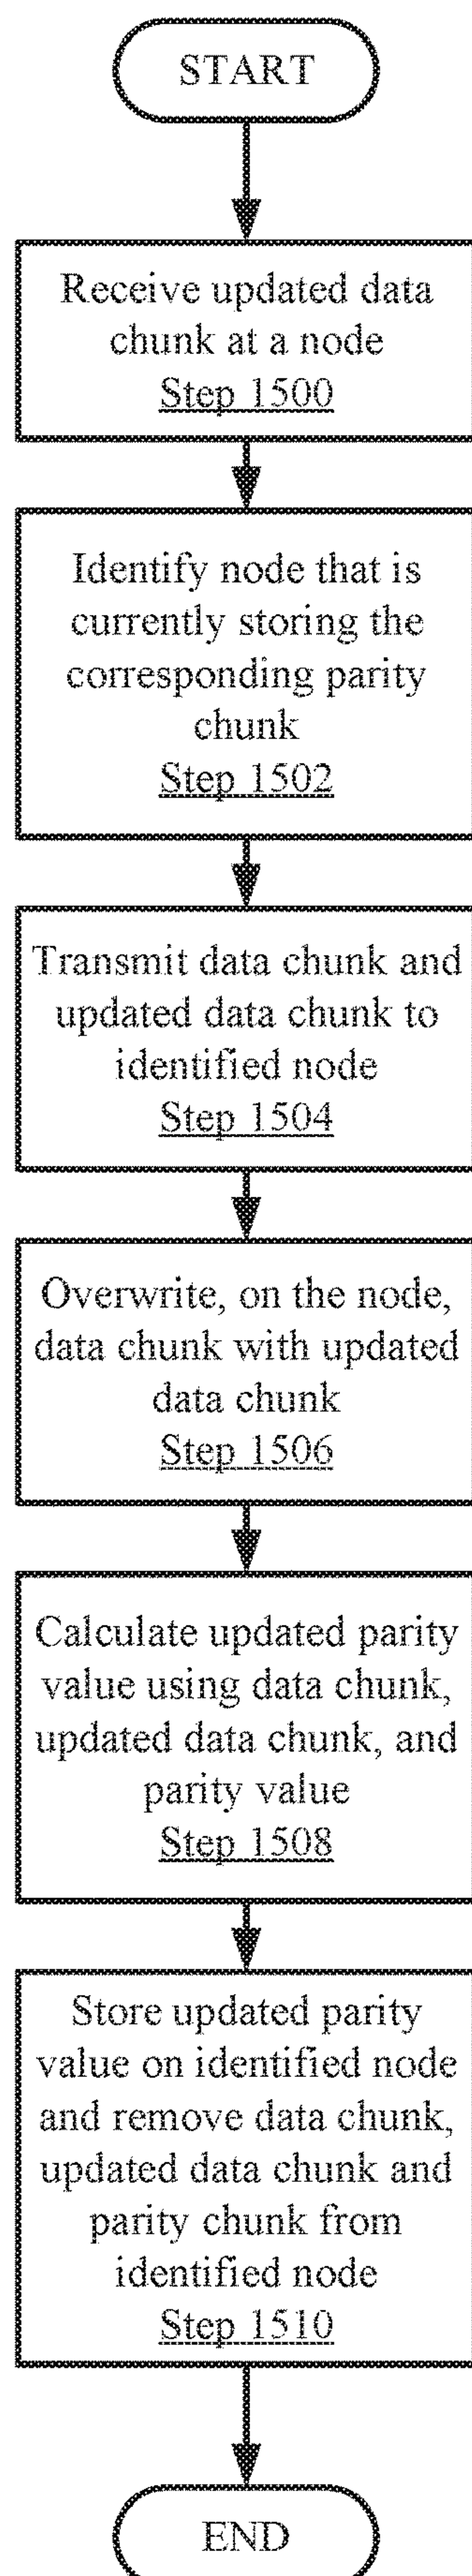 START
Receive updated data
chunk at a node
Step 1500
Identify node that is
currently storing the
corresponding parity
chunk
Step 1502
Transmit data chunk and
updated data chunk to
identified node
Step 1504
Overwrite, on the node,
data chunk with updated
data chunk
Step 1506
Calculate updated parity
value using data chunk,
updated data chunk, and
parity value
Step 1508
Store updated parity
value on identified node
and remove data chunk,
updated data chunk and
parity chunk from
identified node
Step 1510
END